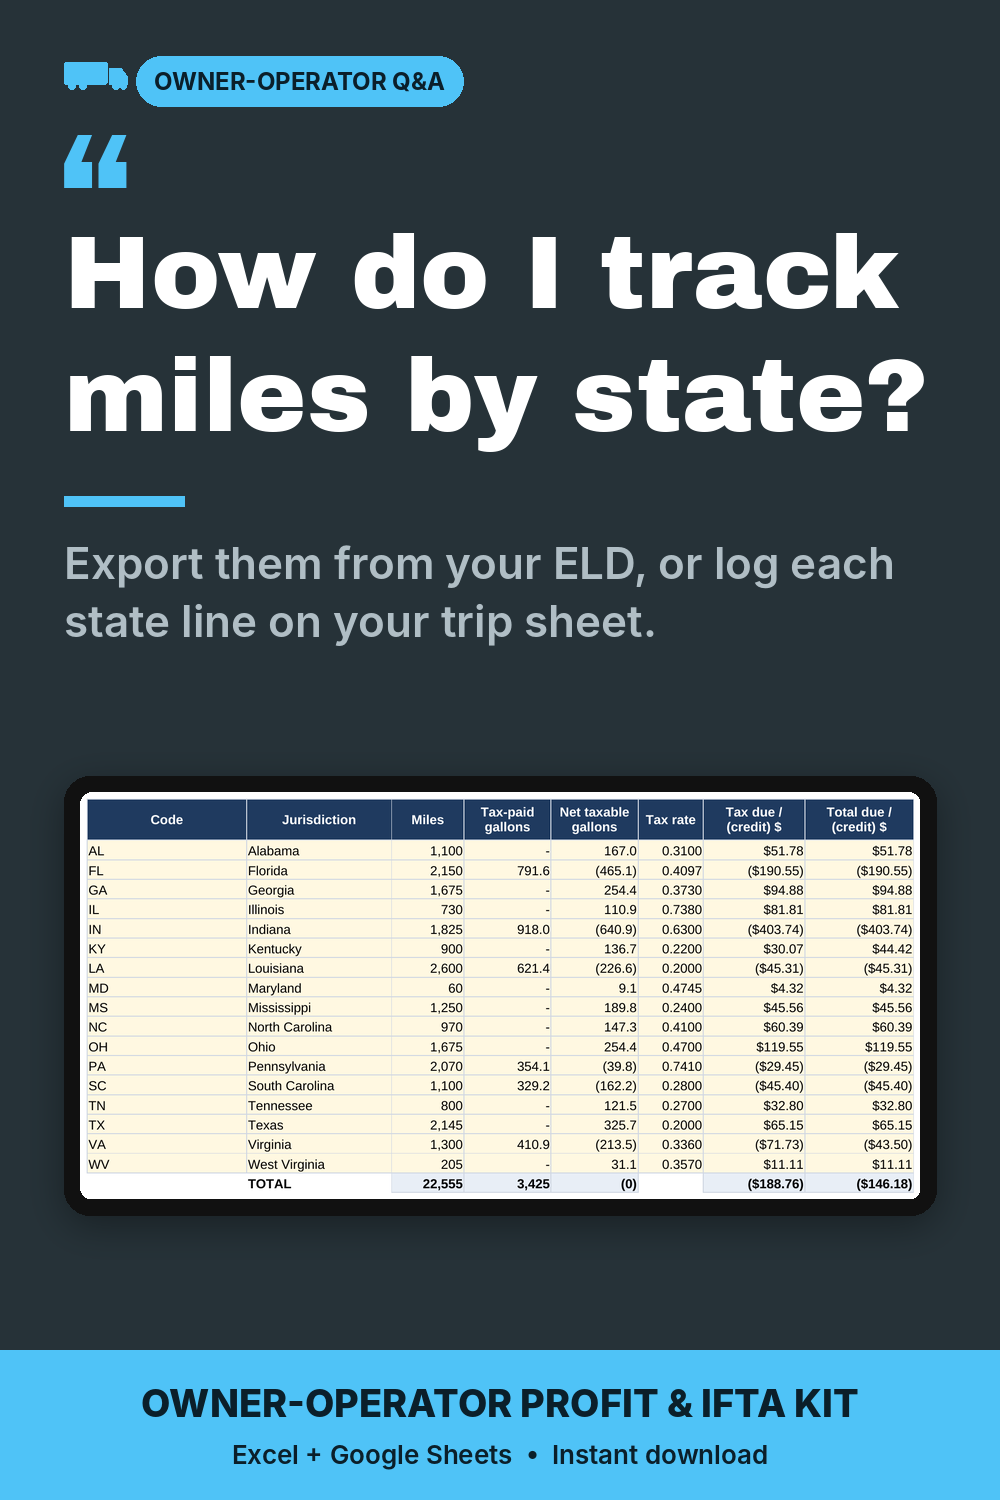 OWNER-OPERATOR Q&A
“
How do I track
miles by state?
Export them from your ELD, or log each
state line on your trip sheet.
Code Jurisdiction Miles Tax-paid gallons Net taxable gallons Tax rate Tax due / (credit) $ Total due / (credit) $
AL Alabama 1,100 - 167.0 0.3100 $51.78 $51.78
FL Florida 2,150 791.6 (465.1) 0.4097 ($190.55) ($190.55)
GA Georgia 1,675 - 254.4 0.3730 $94.88 $94.88
IL Illinois 730 - 110.9 0.7380 $81.81 $81.81
IN Indiana 1,825 918.0 (640.9) 0.6300 ($403.74) ($403.74)
KY Kentucky 900 - 136.7 0.2200 $30.07 $44.42
LA Louisiana 2,600 621.4 (226.6) 0.2000 ($45.31) ($45.31)
MD Maryland 60 - 9.1 0.4745 $4.32 $4.32
MS Mississippi 1,250 - 189.8 0.2400 $45.56 $45.56
NC North Carolina 970 - 147.3 0.4100 $60.39 $60.39
OH Ohio 1,675 - 254.4 0.4700 $119.55 $119.55
PA Pennsylvania 2,070 354.1 (39.8) 0.7410 ($29.45) ($29.45)
SC South Carolina 1,100 329.2 (162.2) 0.2800 ($45.40) ($45.40)
TN Tennessee 800 - 121.5 0.2700 $32.80 $32.80
TX Texas 2,145 - 325.7 0.2000 $65.15 $65.15
VA Virginia 1,300 410.9 (213.5) 0.3360 ($71.73) ($43.50)
WV West Virginia 205 - 31.1 0.3570 $11.11 $11.11
TOTAL 22,555 3,425 (0) ($188.76) ($146.18)
OWNER-OPERATOR PROFIT & IFTA KIT
Excel + Google Sheets • Instant download